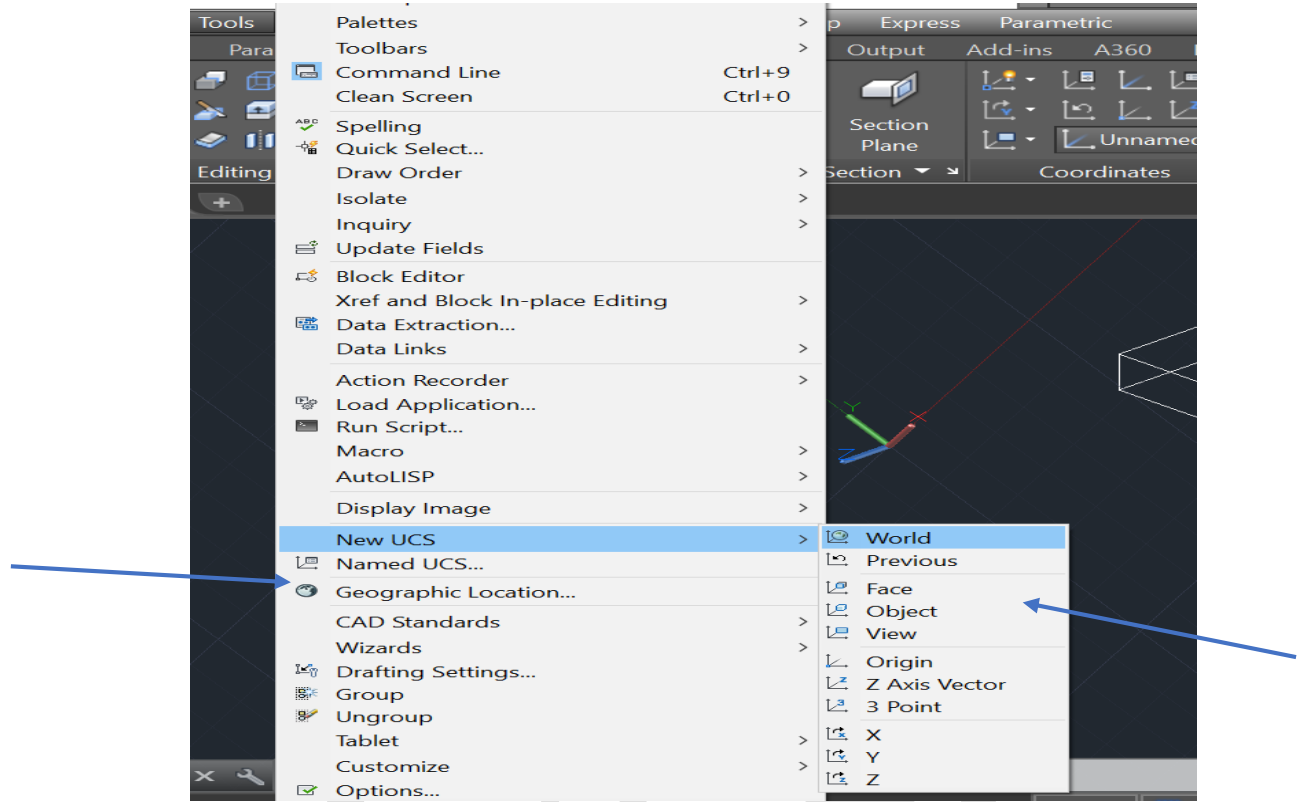 Tools
Palettes >
p Express Parametric
Para
Toolbars >
Output Add-ins A360
Command Line Ctrl+9
Clean Screen Ctrl+0
Section
Plane
ABC
Spelling
Quick Select...
Unnamed
Editing
Draw Order >
Section
Coordinates
Isolate >
Inquiry >
Update Fields
Block Editor
Xref and Block In-place Editing >
Data Extraction...
Data Links >
Action Recorder >
Load Application...
Run Script...
Macro >
AutoLISP >
Y
X
Z
Display Image >
New UCS >
Named UCS...
Geographic Location...
CAD Standards >
Wizards >
Drafting Settings...
Group
Ungroup
Tablet >
Customize >
Options...
World
Previous
Face
Object
View
Origin
Z Axis Vector
3 Point
X
Y
Z